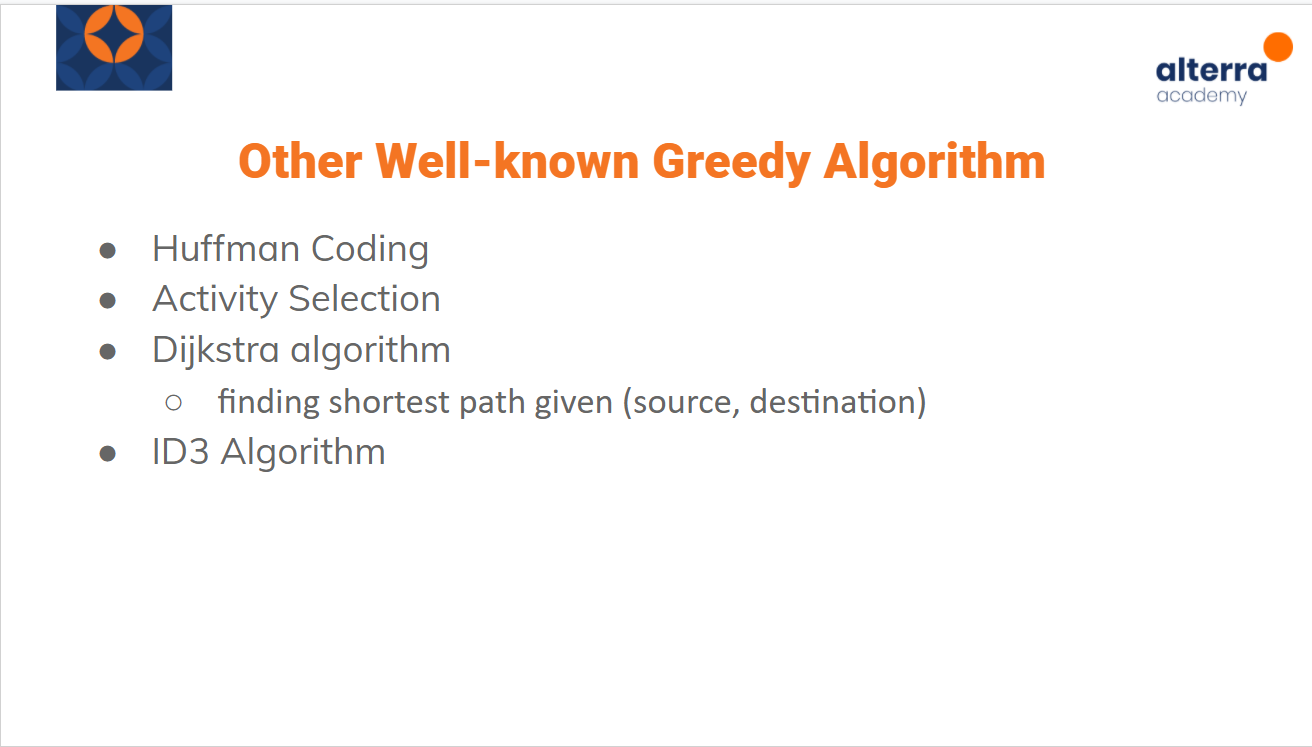 alterra
academy
Other Well-known Greedy Algorithm
● Huffman Coding
● Activity Selection
● Dijkstra algorithm
○ finding shortest path given (source, destination)
● ID3 Algorithm